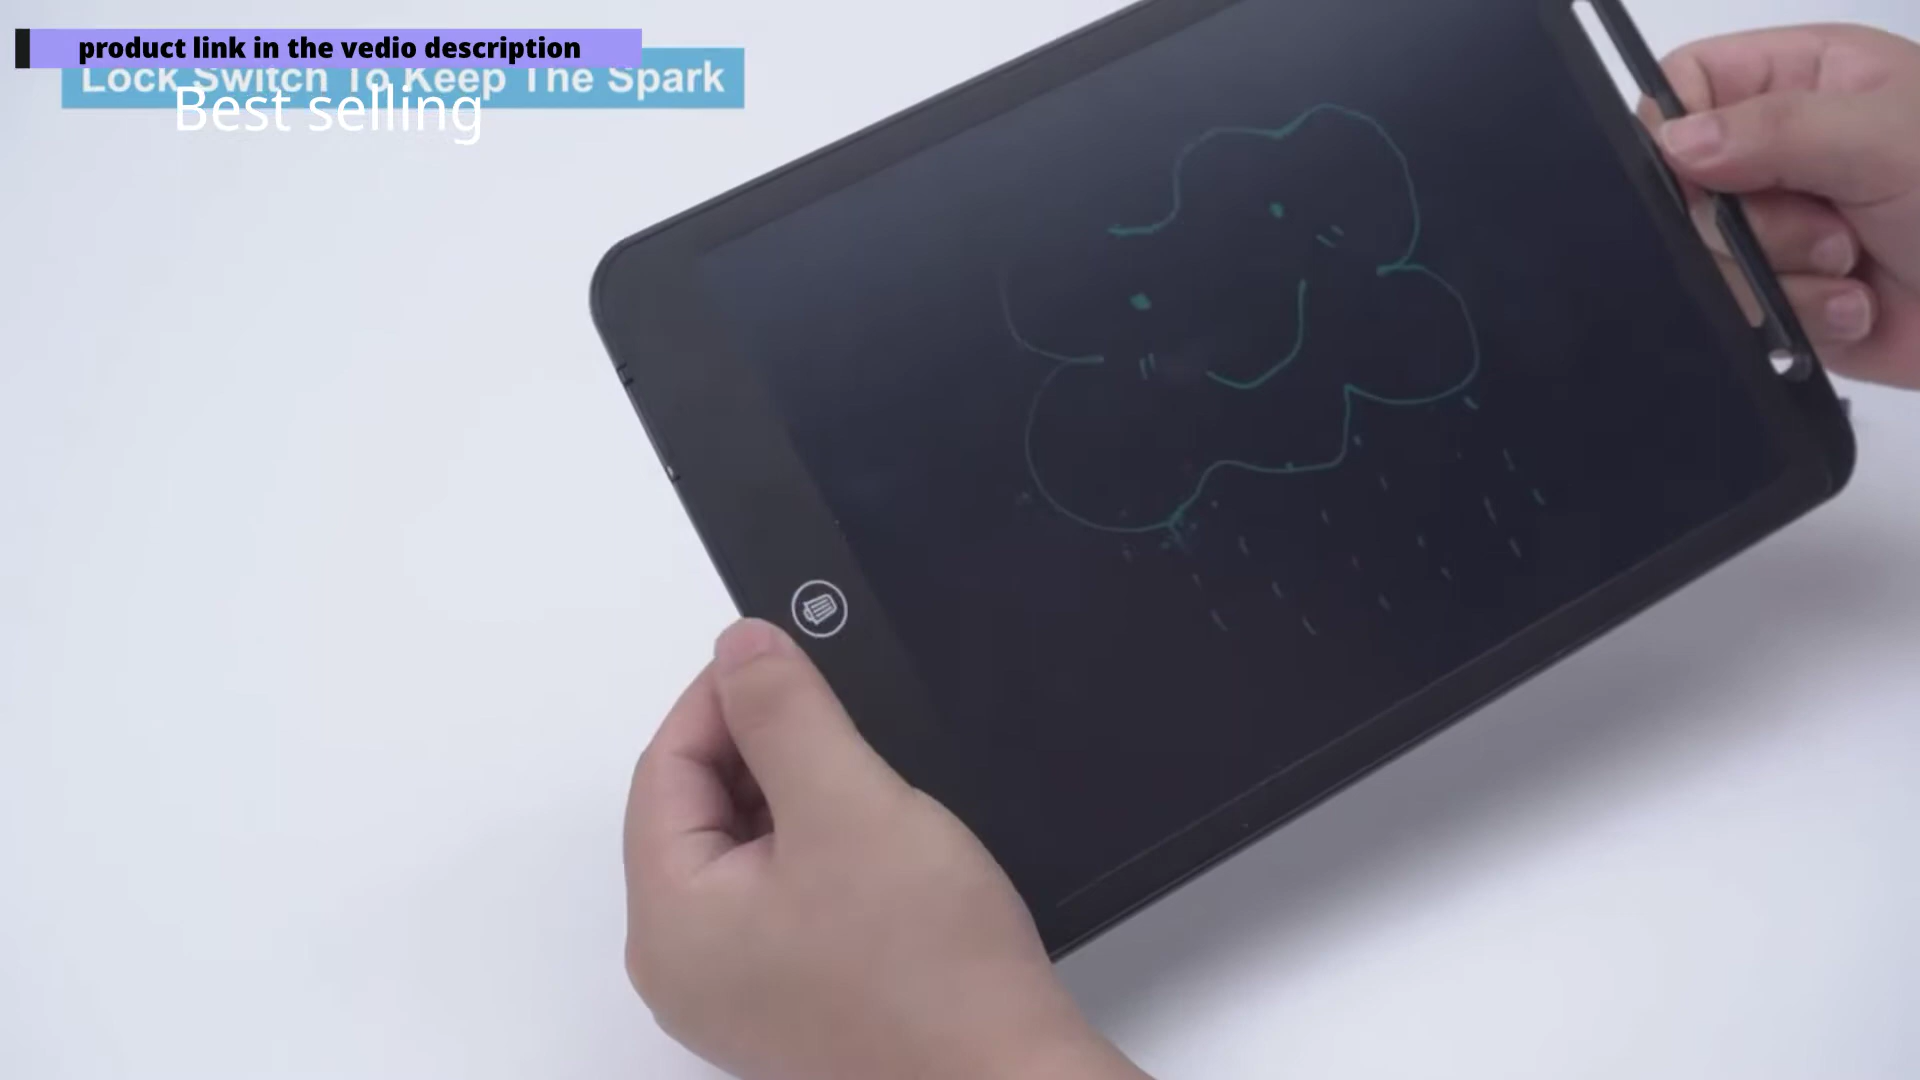 product link in the vedio description
Lock Switch To Keep The Spark
Best selling